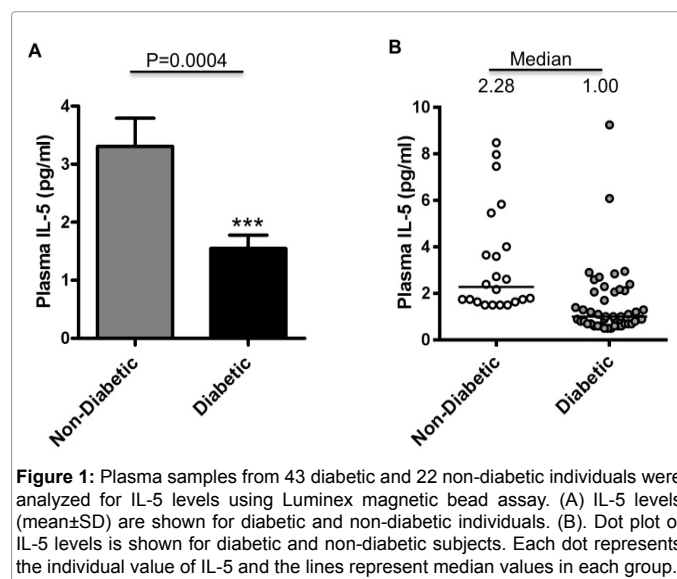 A
P=0.0004
Plasma IL-5 (pg/ml)
4
3
2
1
0
***
Non-Diabetic
Diabetic
B
Median
2.28 1.00
Plasma IL-5 (pg/ml)
10
8
6
4
2
0
Non-Diabetic
Diabetic
Figure 1: Plasma samples from 43 diabetic and 22 non-diabetic individuals were
analyzed for IL-5 levels using Luminex magnetic bead assay. (A) IL-5 levels
(mean±SD) are shown for diabetic and non-diabetic individuals. (B). Dot plot o
IL-5 levels is shown for diabetic and non-diabetic subjects. Each dot represents
the individual value of IL-5 and the lines represent median values in each group.